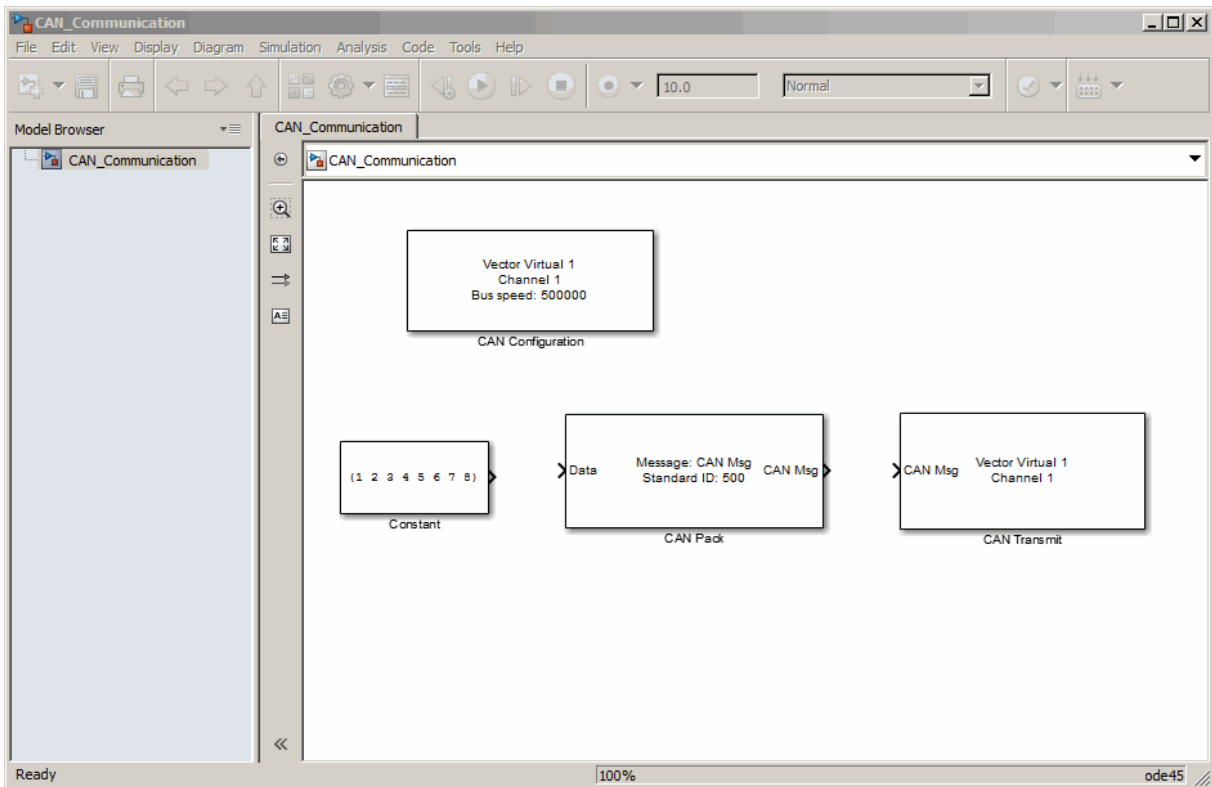 CAN_Communication
File Edit View Display Diagram Simulation Analysis Code Tools Help
10.0 Normal
Model Browser
CAN_Communication
CAN_Communication
CAN_Communication
Vector Virtual 1
Channel 1
Bus speed: 500000
CAN Configuration
(1 2 3 4 5 6 7 8)
Constant
Data
Message: CAN Msg
Standard ID: 500
CAN Msg
CAN Pack
CAN Msg
Vector Virtual 1
Channel 1
CAN Transmit
Ready 100% ode45